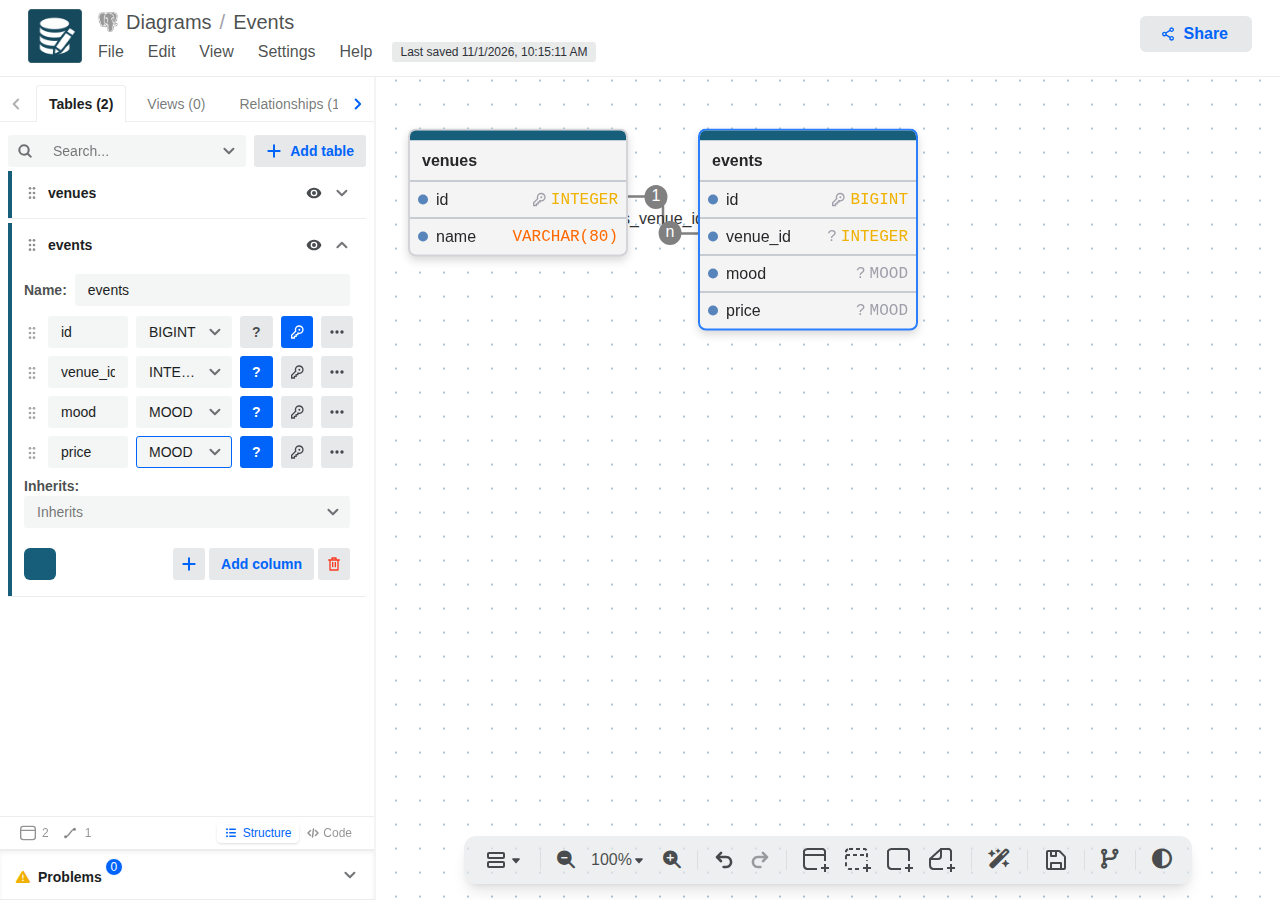 Diagrams / Events
File Edit View Settings Help Last saved 11/1/2026, 10:15:11 AM
Share
Tables (2) Views (0) Relationships (1
Search... Add table
venues
events
Name: events
id BIGINT ?
venue_id INTE... ?
mood MOOD ?
price MOOD ?
Inherits:
Inherits
Add column
2 1 Structure Code
Problems 0
venues
id INTEGER
name VARCHAR(80)
1
s_venue_id
n
events
id BIGINT
venue_id ? INTEGER
mood ? MOOD
price ? MOOD
100%